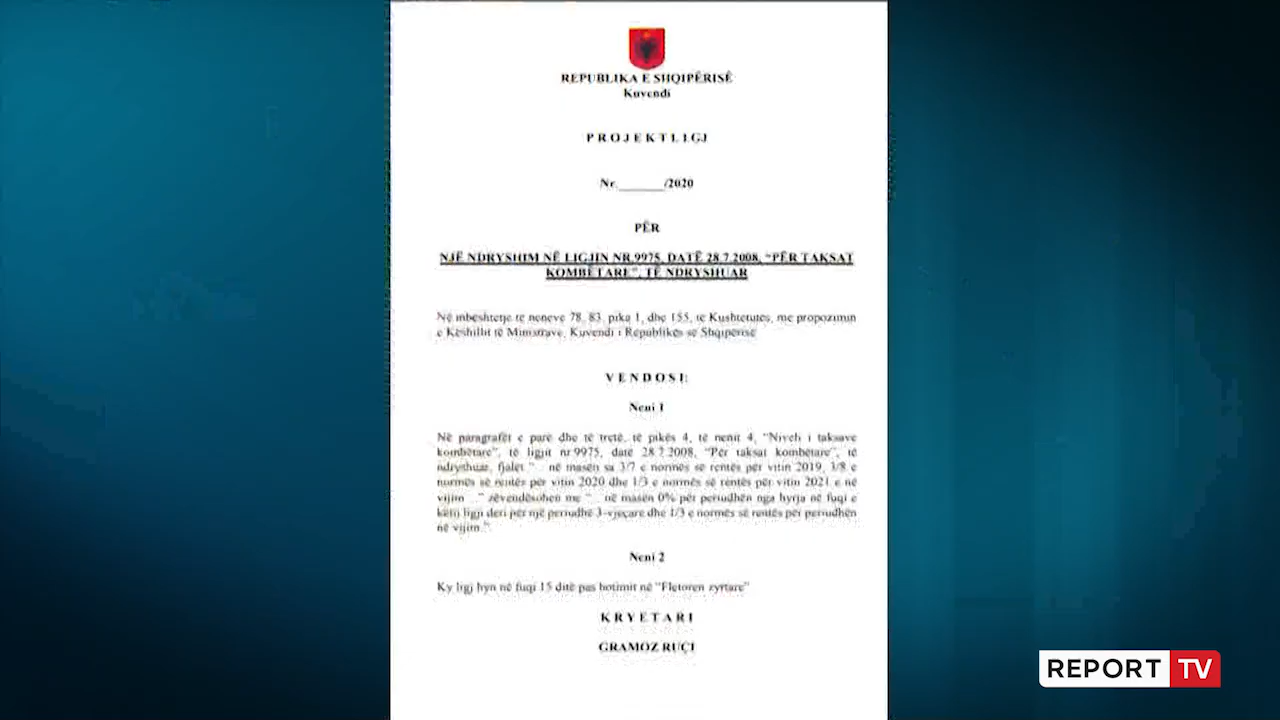 REPUBLIKA E SHQIPËRISË
Kuvendi
PROJEKTLIGJ
Nr.______/2020
PËR
NJË NDRYSHIM NË LIGJIN NR.9975, DATË 28.7.2008, “PËR TAKSAT
KOMBËTARE”, TË NDRYSHUAR
Në mbështetje të neneve 78, 83, pika 1, dhe 155, të Kushtetutës, me propozimin
e Këshillit të Ministrave, Kuvendi i Republikës së Shqipërisë
VENDOSI:
Neni 1
Në paragrafët e parë dhe të tretë, të pikës 4, të nenit 4, “Niveli i taksave
kombëtare”, të ligjit nr.9975, datë 28.7.2008, “Për taksat kombëtare”, të
ndryshuar, fjalët “... në masën sa 3/7 e normës së rentës për vitin 2019, 3/8 e
normës së rentës për vitin 2020 dhe 1/3 e normës së rentës për vitin 2021 e në
vijim ...” zëvendësohen me “... në masën 0% për periudhën nga hyrja në fuqi e
këtij ligji deri për një periudhë 3-vjeçare dhe 1/3 e normës së rentës për periudhën
në vijim.”.
Neni 2
Ky ligj hyn në fuqi 15 ditë pas botimit në “Fletoren zyrtare”
KRYETARI
GRAMOZ RUÇI
REPORT TV